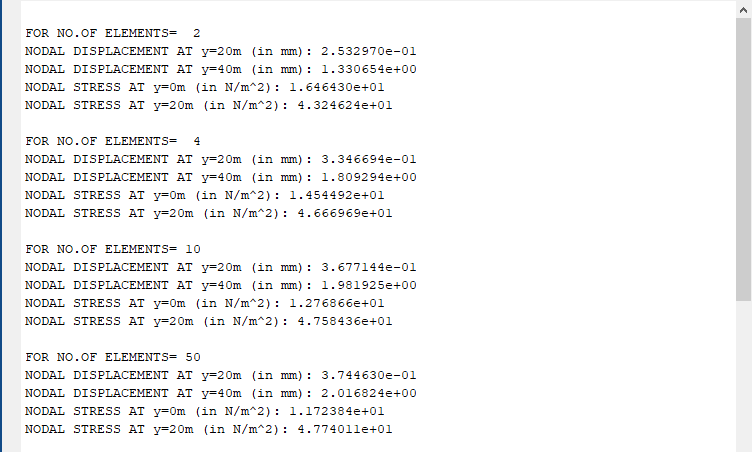 FOR NO.OF ELEMENTS=  2
NODAL DISPLACEMENT AT y=20m (in mm): 2.532970e-01
NODAL DISPLACEMENT AT y=40m (in mm): 1.330654e+00
NODAL STRESS AT y=0m (in N/m^2): 1.646430e+01
NODAL STRESS AT y=20m (in N/m^2): 4.324624e+01
FOR NO.OF ELEMENTS=  4
NODAL DISPLACEMENT AT y=20m (in mm): 3.346694e-01
NODAL DISPLACEMENT AT y=40m (in mm): 1.809294e+00
NODAL STRESS AT y=0m (in N/m^2): 1.454492e+01
NODAL STRESS AT y=20m (in N/m^2): 4.666969e+01
FOR NO.OF ELEMENTS= 10
NODAL DISPLACEMENT AT y=20m (in mm): 3.677144e-01
NODAL DISPLACEMENT AT y=40m (in mm): 1.981925e+00
NODAL STRESS AT y=0m (in N/m^2): 1.276866e+01
NODAL STRESS AT y=20m (in N/m^2): 4.758436e+01
FOR NO.OF ELEMENTS= 50
NODAL DISPLACEMENT AT y=20m (in mm): 3.744630e-01
NODAL DISPLACEMENT AT y=40m (in mm): 2.016824e+00
NODAL STRESS AT y=0m (in N/m^2): 1.172384e+01
NODAL STRESS AT y=20m (in N/m^2): 4.774011e+01